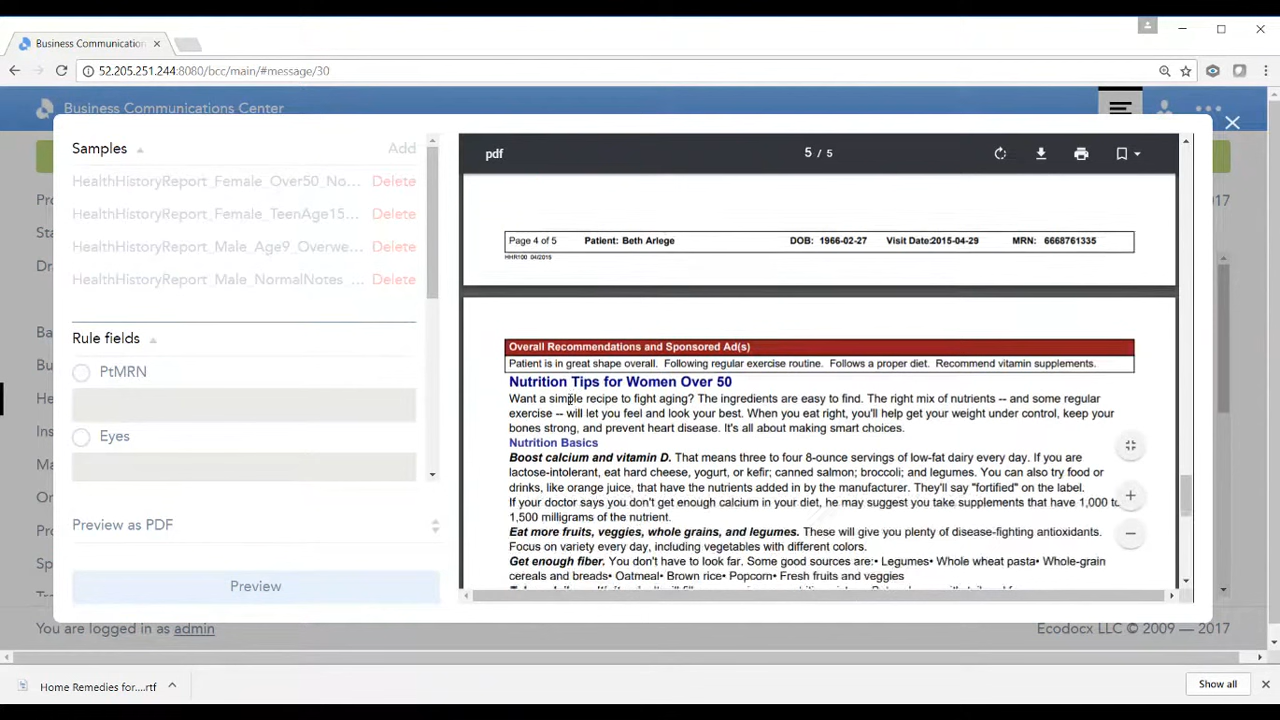 Business Communication
52.205.251.244:8080/bcc/main/#message/30
Business Communications Center
Samples
Add
HealthHistoryReport_Female_Over50_No...
Delete
HealthHistoryReport_Female_TeenAge15...
Delete
HealthHistoryReport_Male_Age9_Overwe...
Delete
HealthHistoryReport_Male_NormalNotes ...
Delete
Rule fields
PtMRN
Eyes
Preview as PDF
Preview
pdf
5 / 5
Page 4 of 5 Patient: Beth Arlege DOB: 1966-02-27 Visit Date:2015-04-29 MRN: 6668761335
HHR100 04/2015
Overall Recommendations and Sponsored Ad(s)
Patient is in great shape overall. Following regular exercise routine. Follows a proper diet. Recommend vitamin supplements.
Nutrition Tips for Women Over 50
Want a simple recipe to fight aging? The ingredients are easy to find. The right mix of nutrients -- and some regular
exercise -- will let you feel and look your best. When you eat right, you'll help get your weight under control, keep your
bones strong, and prevent heart disease. It's all about making smart choices.
Nutrition Basics
Boost calcium and vitamin D. That means three to four 8-ounce servings of low-fat dairy every day. If you are
lactose-intolerant, eat hard cheese, yogurt, or kefir; canned salmon; broccoli; and legumes. You can also try food or
drinks, like orange juice, that have the nutrients added in by the manufacturer. They'll say "fortified" on the label.
If your doctor says you don't get enough calcium in your diet, he may suggest you take supplements that have 1,000 to
1,500 milligrams of the nutrient.
Eat more fruits, veggies, whole grains, and legumes. These will give you plenty of disease-fighting antioxidants.
Focus on variety every day, including vegetables with different colors.
Get enough fiber. You don't have to look far. Some good sources are:• Legumes• Whole wheat pasta• Whole-grain
cereals and breads• Oatmeal• Brown rice• Popcorn• Fresh fruits and veggies
You are logged in as admin
Ecodocx LLC © 2009 — 2017
Home Remedies for....rtf
Show all